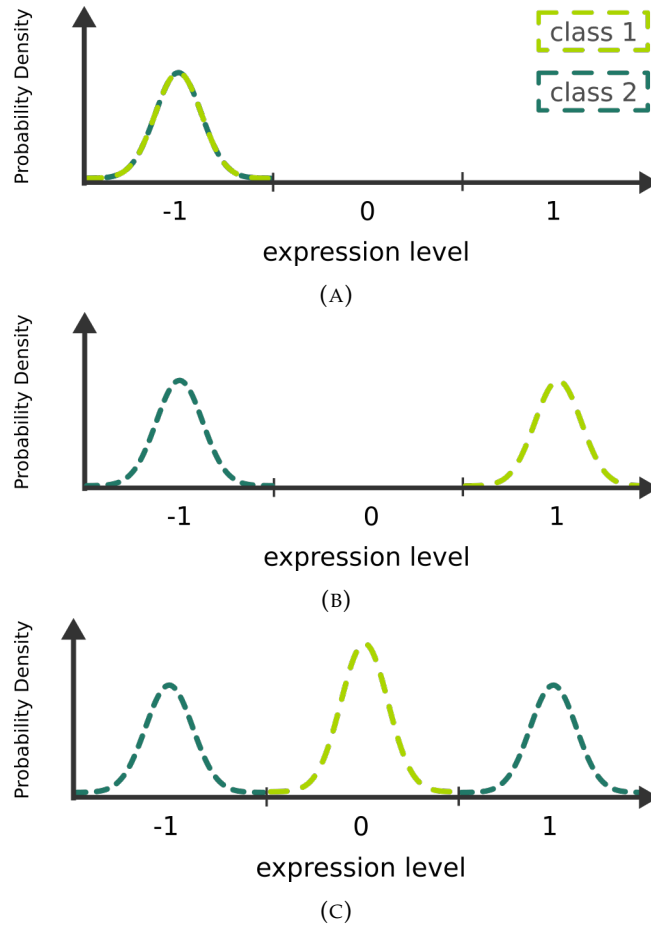 Probability Density
class 1
class 2
-1 0 1
expression level
(A)
Probability Density
-1 0 1
expression level
(B)
Probability Density
-1 0 1
expression level
(C)